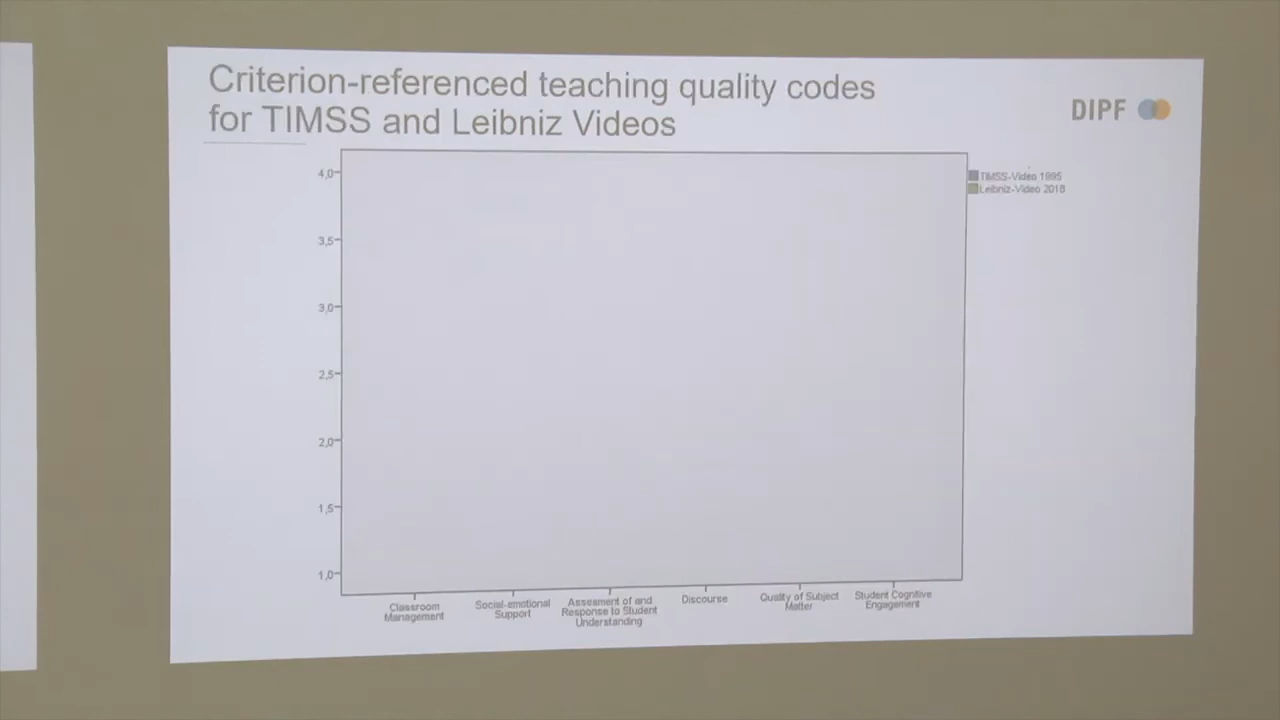 Criterion-referenced teaching quality codes
for TIMSS and Leibniz Videos
DIPF
TIMSS-Video 1995
Leibniz-Video 2018
4,0
3,5
3,0
2,5
2,0
1,5
1,0
Classroom
Management
Social-emotional
Support
Assesment of and
Response to Student
Understanding
Discourse
Quality of Subject
Matter
Student Cognitive
Engagement